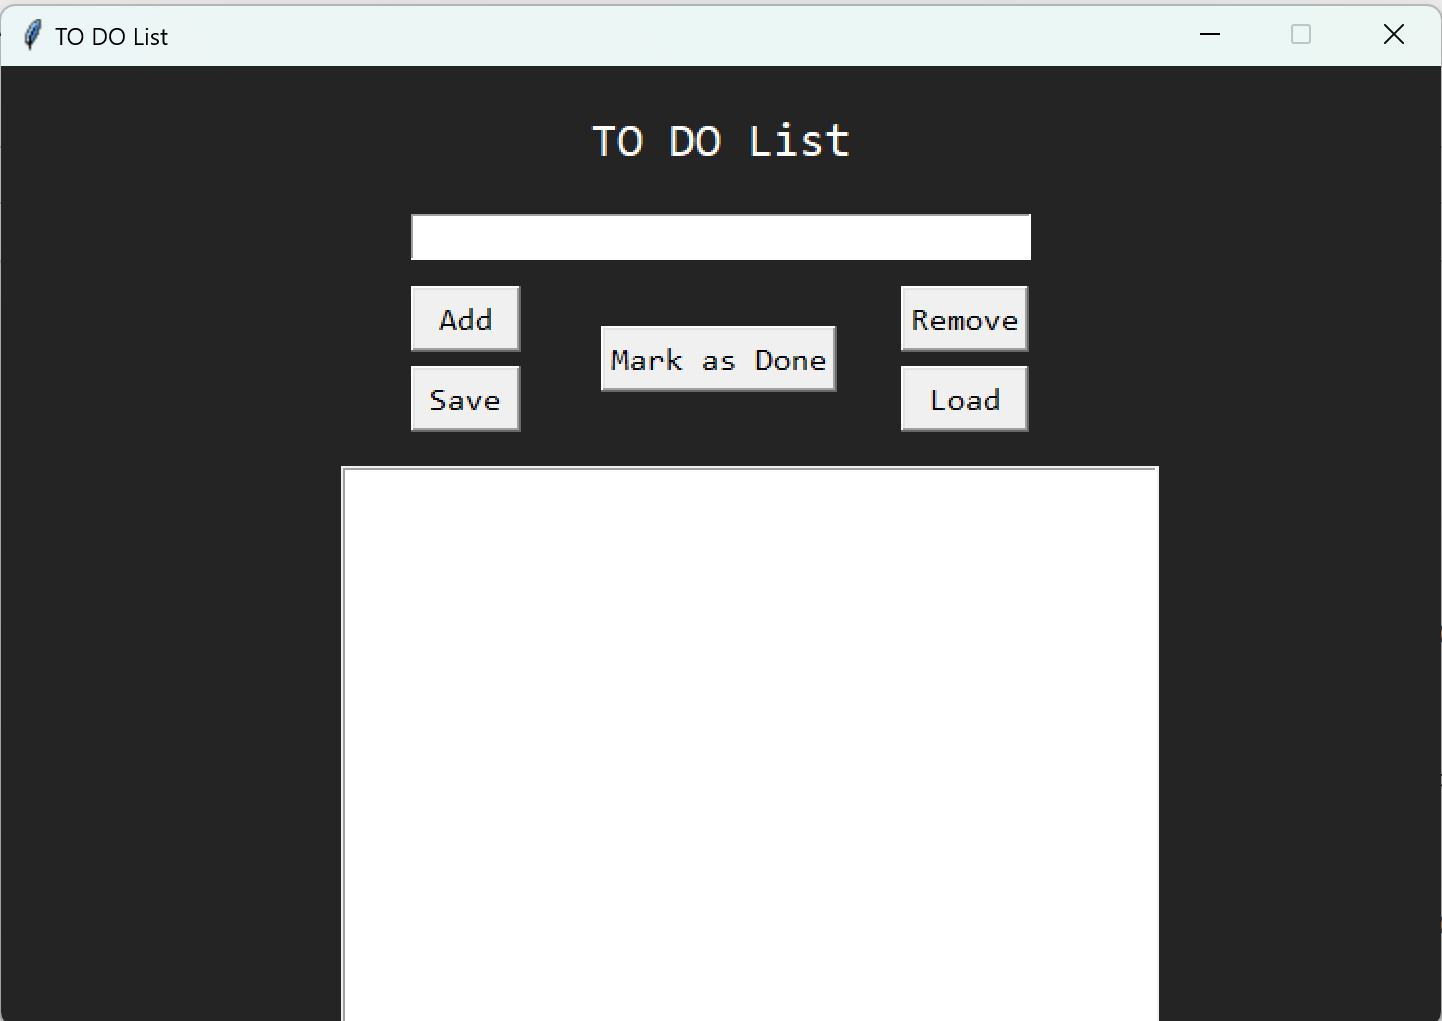 TO DO List
TO DO List
Add
Remove
Mark as Done
Save
Load